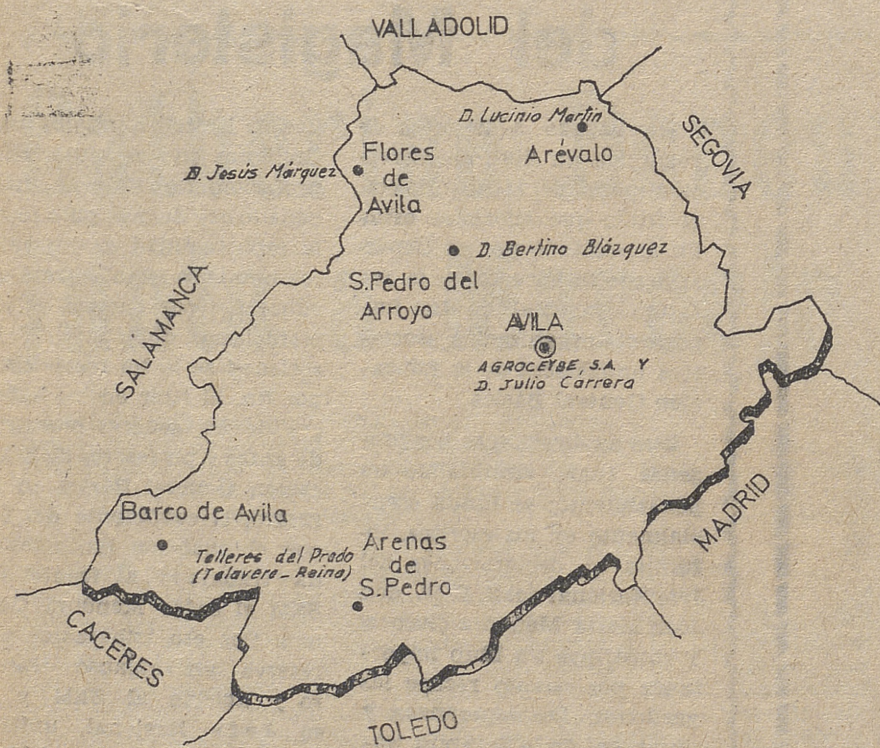 VALLADOLID
D. Lucinio Martin
Arévalo
SEGOVIA
D. Jesús Márquez
Flores
de
Avila
D. Bertino Blázquez
S.Pedro del
Arroyo
SALAMANCA
AVILA
AGROCEYBE, S.A. Y
D. Julio Carrera
MADRID
Barco de Avila
Talleres del Prado
(Talavera-Reina)
Arenas
de
S.Pedro
CACERES
TOLEDO